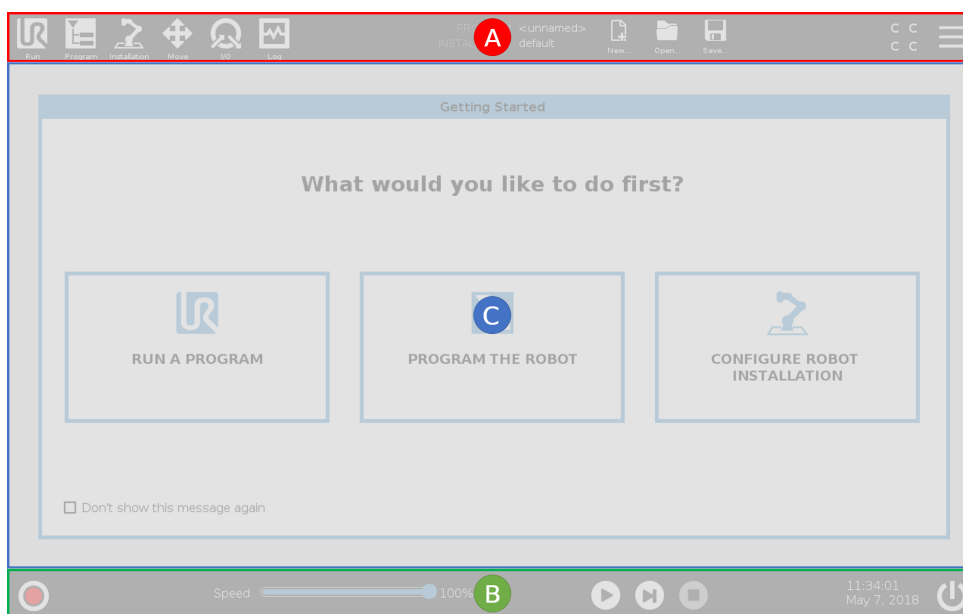 <unnamed>
default
Run
Program
Installation
Move
I/O
Log
New...
Open...
Save...
C C
C C
A
Getting Started
What would you like to do first?
C
RUN A PROGRAM
PROGRAM THE ROBOT
CONFIGURE ROBOT
INSTALLATION
Don't show this message again
Speed
100%
B
11:34:01
May 7, 2018